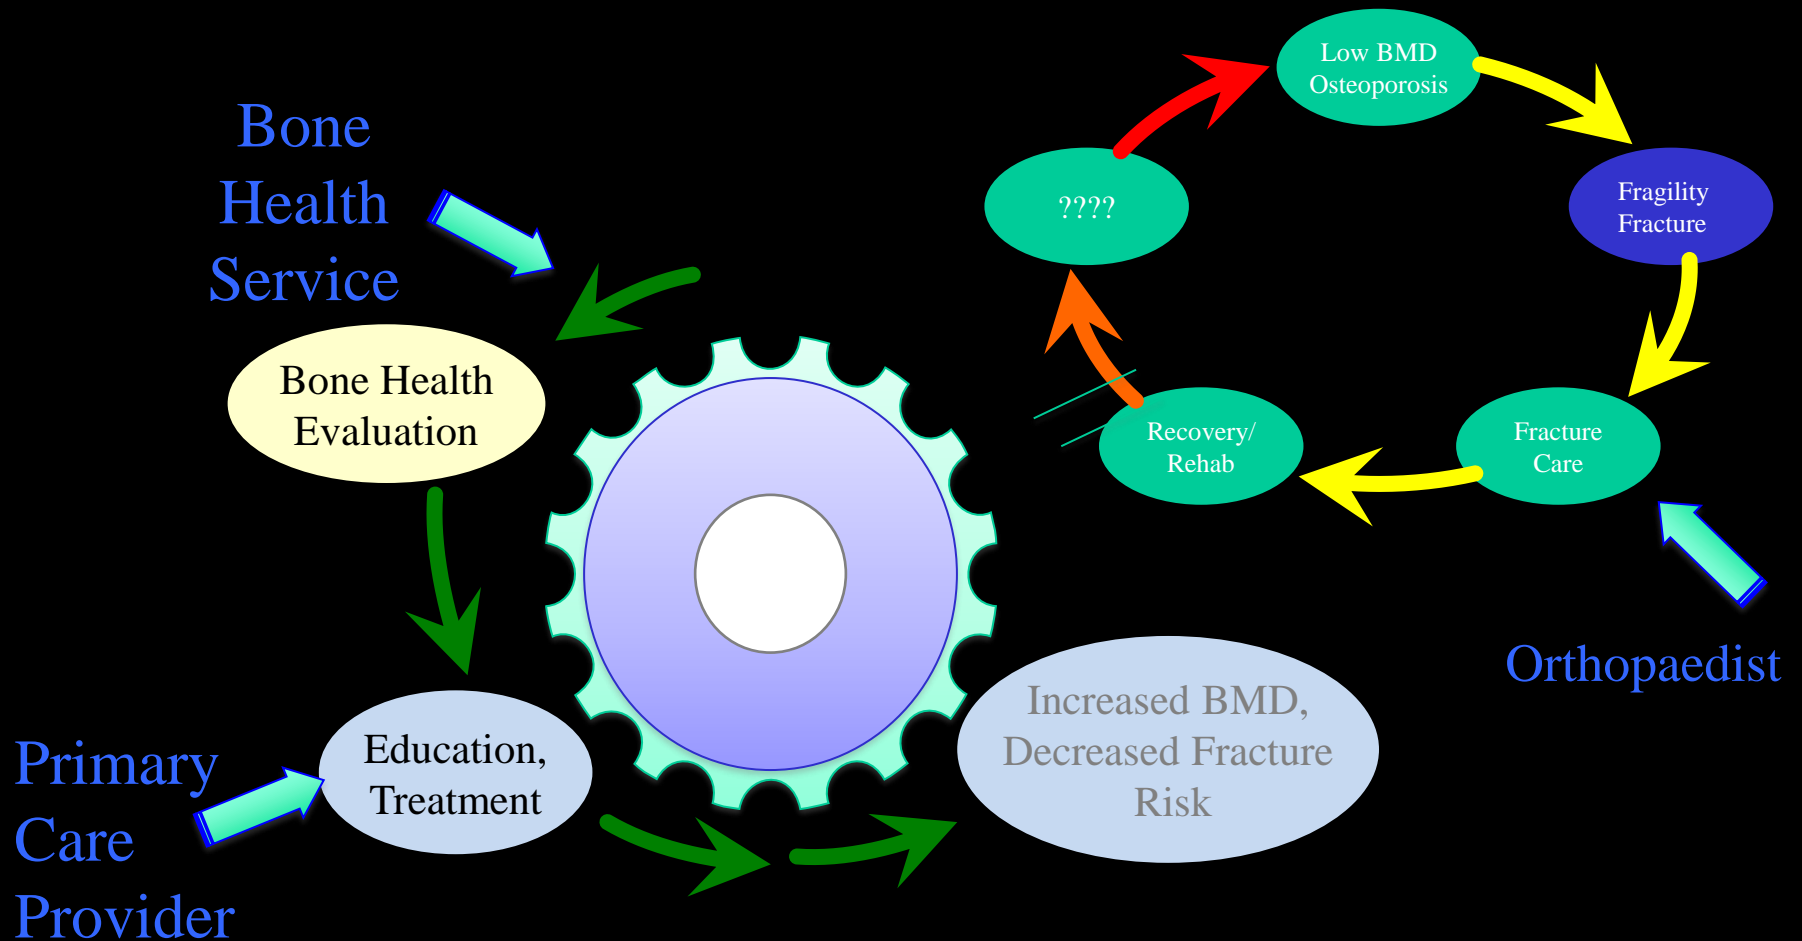 Low BMD
Osteoporosis
Bone
Health
Service
????
Fragility
Fracture
Bone Health
Evaluation
Recovery/
Rehab
Fracture
Care
Orthopaedist
Increased BMD,
Decreased Fracture
Risk
Education,
Treatment
Primary
Care
Provider